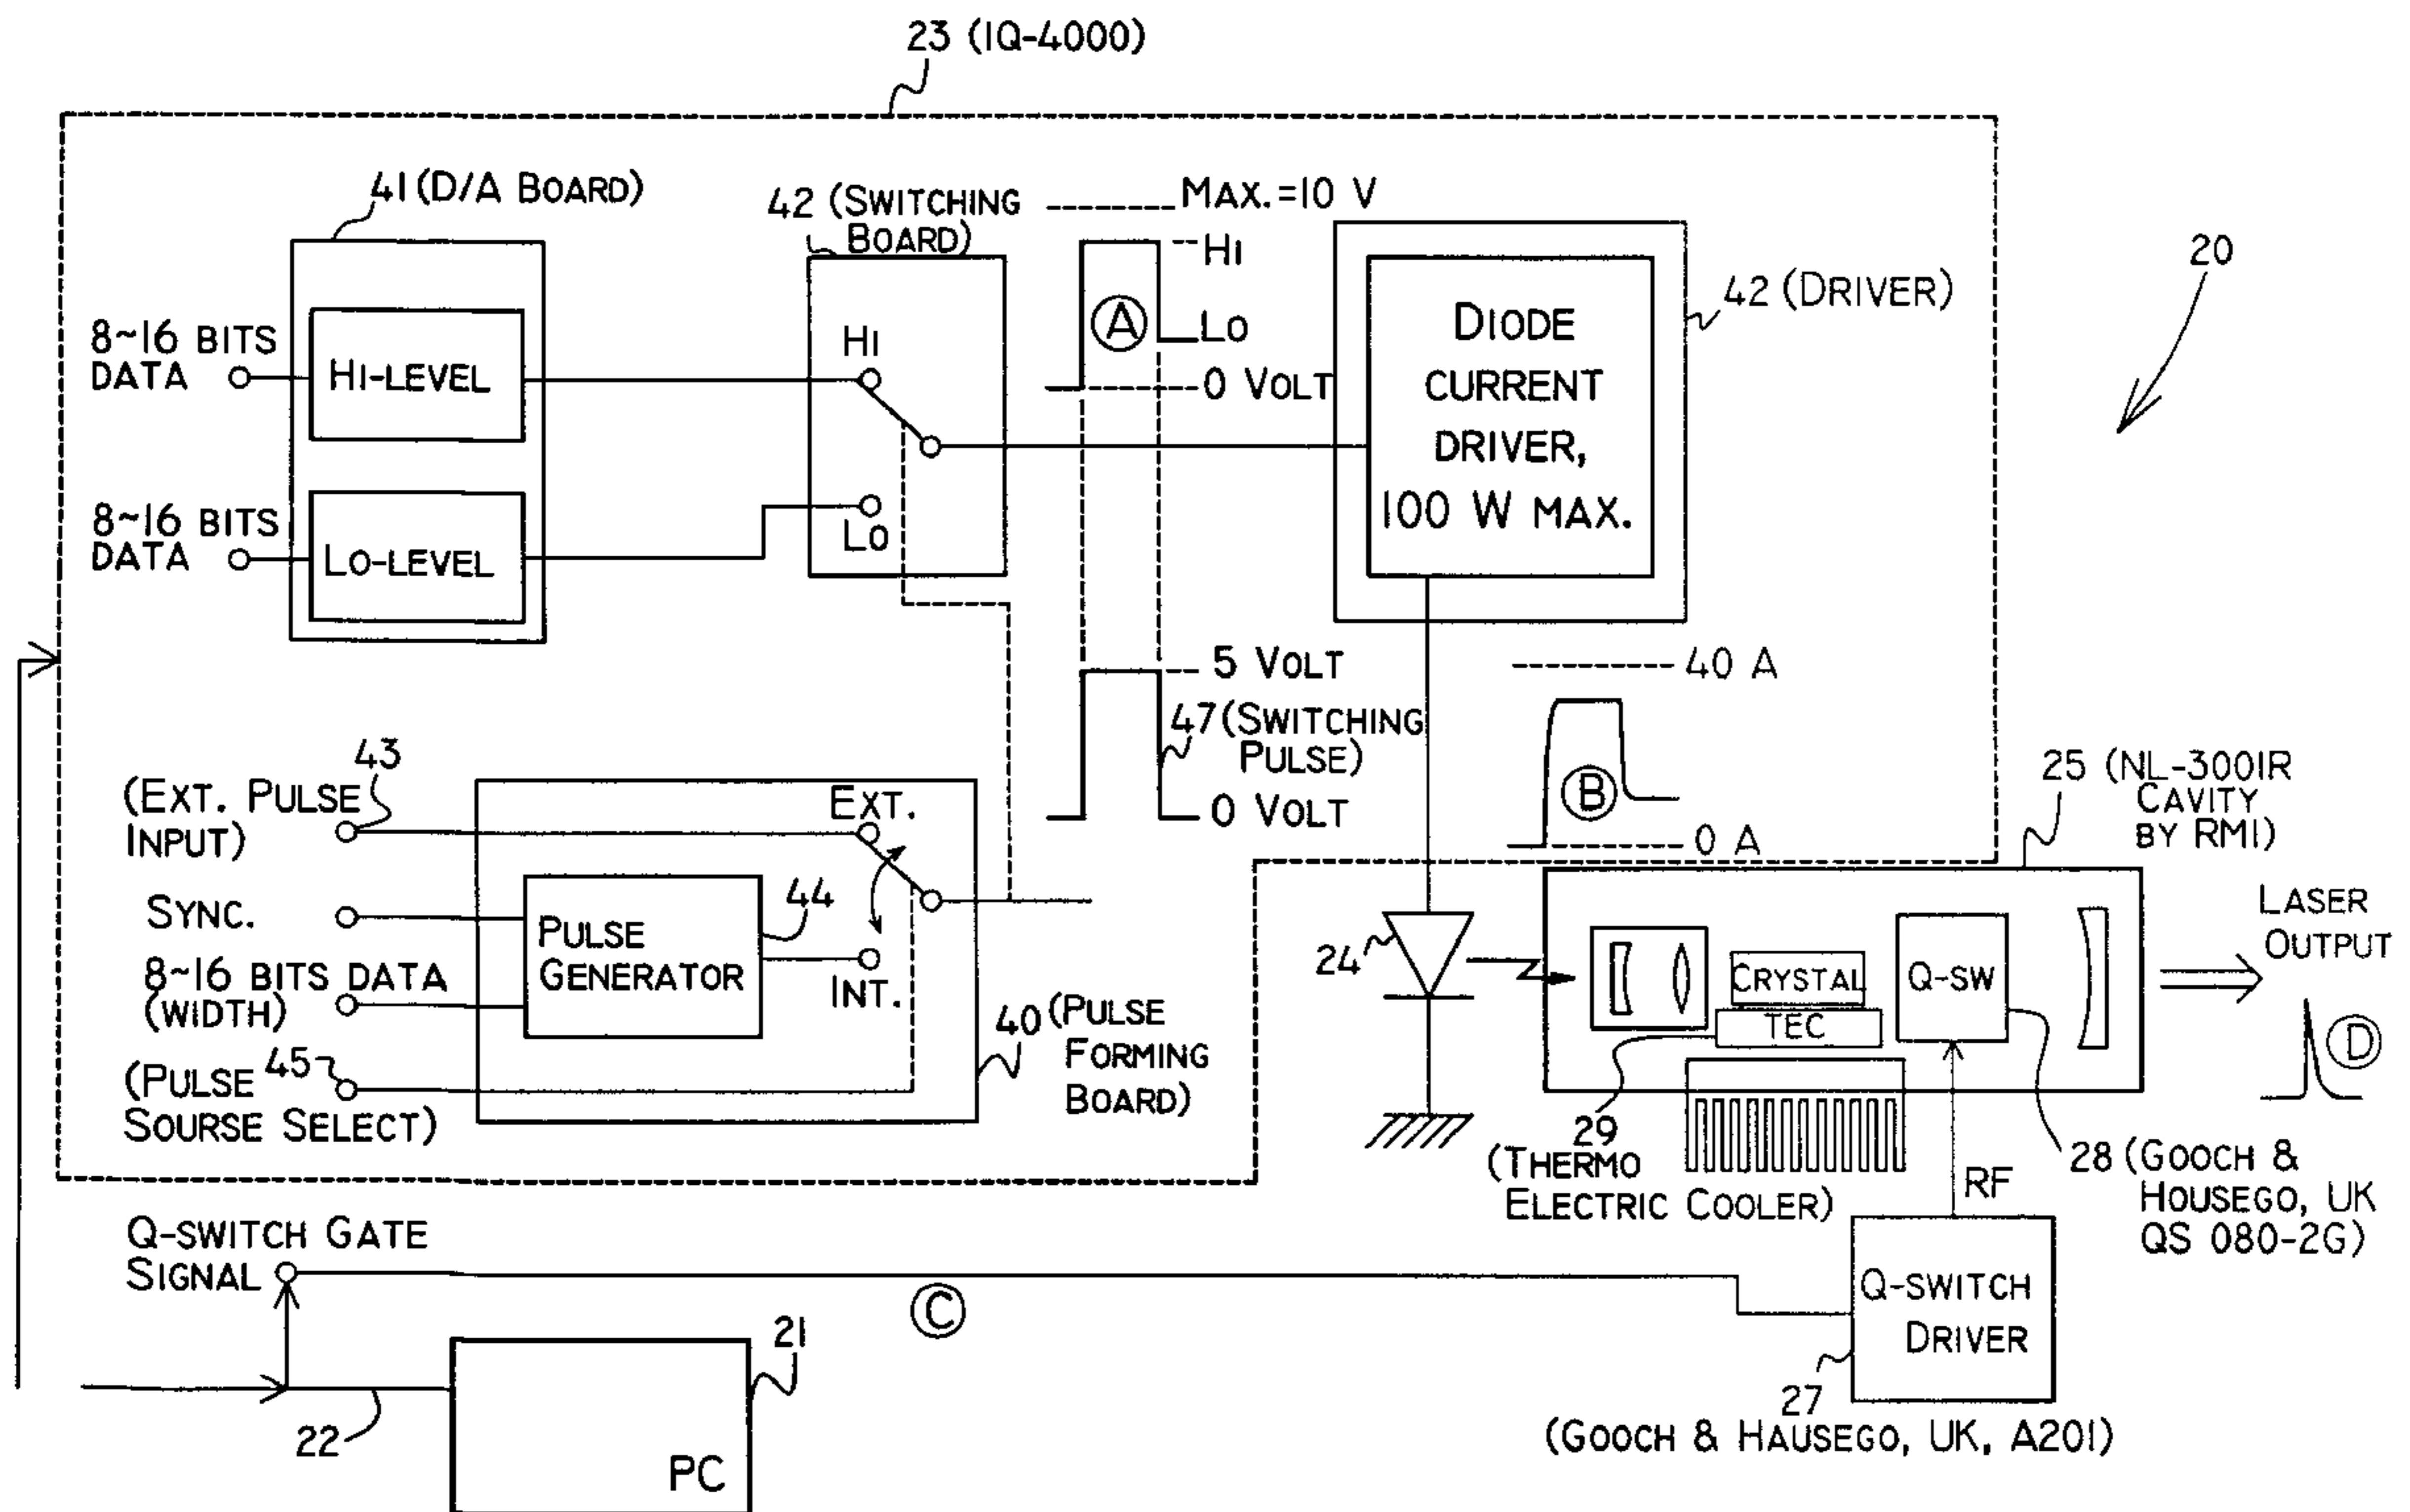 23 (IQ-4000)
41 (D/A BOARD)
42 (SWITCHING
BOARD)
MAX.=10 V
HI
A
LO
0 VOLT
42 (DRIVER)
20
8~16 BITS
DATA
HI-LEVEL
8~16 BITS
DATA
LO-LEVEL
HI
LO
DIODE
CURRENT
DRIVER,
100 W MAX.
5 VOLT
47 (SWITCHING
PULSE)
0 VOLT
40 A
B
0 A
43
(EXT. PULSE
INPUT)
SYNC.
8~16 BITS DATA
(WIDTH)
45
(PULSE
SOURSE SELECT)
PULSE
GENERATOR
44
EXT.
INT.
40 (PULSE
FORMING
BOARD)
24
25 (NL-300IR
CAVITY
BY RMI)
CRYSTAL
TEC
Q-SW
LASER
OUTPUT
D
29
(THERMO
ELECTRIC COOLER)
RF
28 (GOOCH &
HOUSEGO, UK
QS 080-2G)
Q-SWITCH GATE
SIGNAL
C
Q-SWITCH
DRIVER
27
(GOOCH & HAUSEGO, UK, A201)
22
21
PC